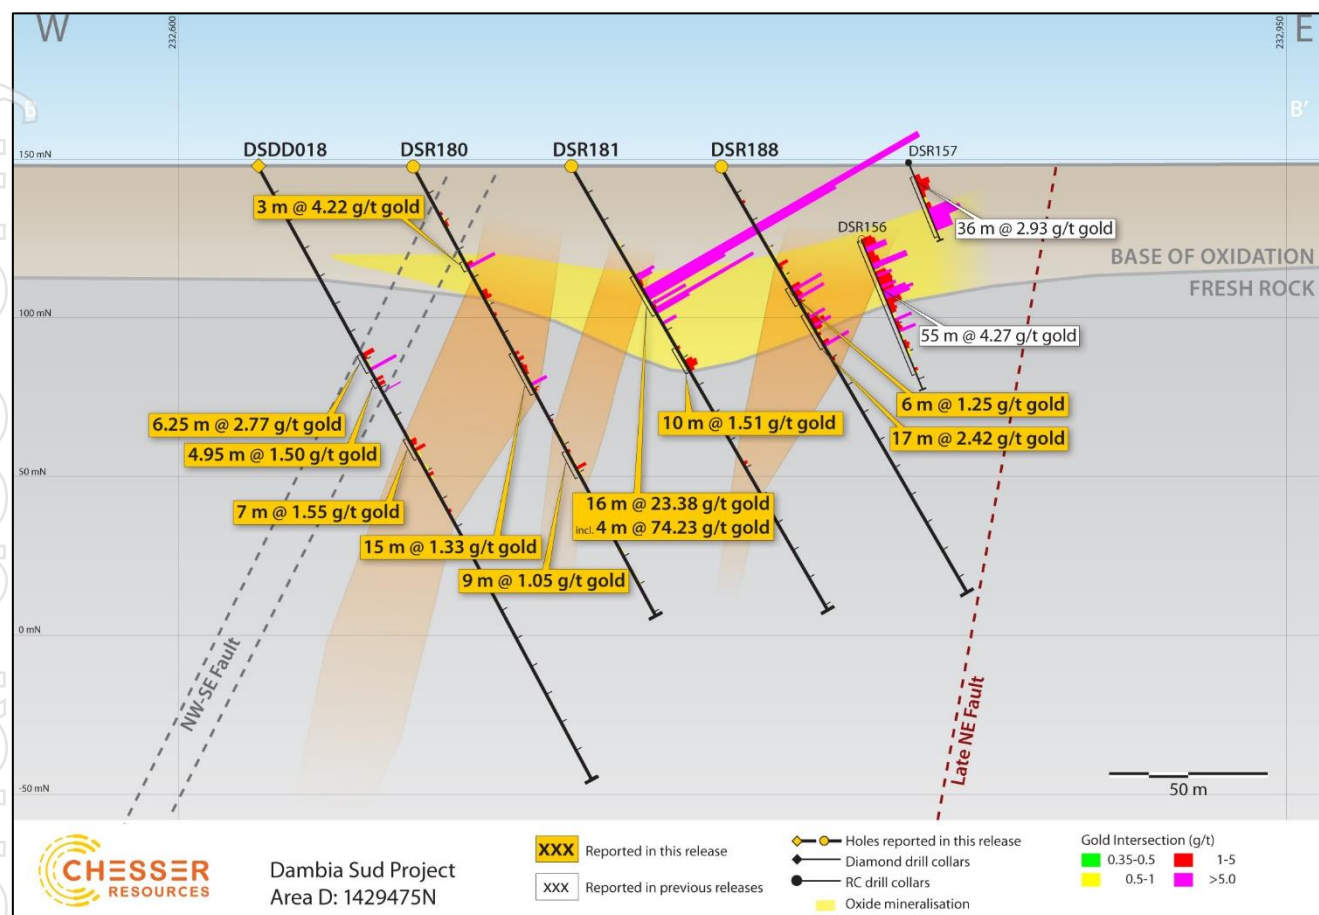 W
E
232,600
232,950
B'
150 mN
DSDD018
DSR180
DSR181
DSR188
DSR157
3 m @ 4.22 g/t gold
DSR156
36 m @ 2.93 g/t gold
BASE OF OXIDATION
FRESH ROCK
100 mN
55 m @ 4.27 g/t gold
6 m @ 1.25 g/t gold
6.25 m @ 2.77 g/t gold
10 m @ 1.51 g/t gold
17 m @ 2.42 g/t gold
4.95 m @ 1.50 g/t gold
50 mN
7 m @ 1.55 g/t gold
16 m @ 23.38 g/t gold
incl. 4 m @ 74.23 g/t gold
15 m @ 1.33 g/t gold
9 m @ 1.05 g/t gold
0 mN
NW-SE Fault
Late NE Fault
-50 mN
50 m
CHESSER
RESOURCES
Dambia Sud Project
Area D: 1429475N
XXX Reported in this release
XXX Reported in previous releases
Holes reported in this release
Diamond drill collars
RC drill collars
Oxide mineralisation
Gold Intersection (g/t)
0.35-0.5
1-5
0.5-1
>5.0